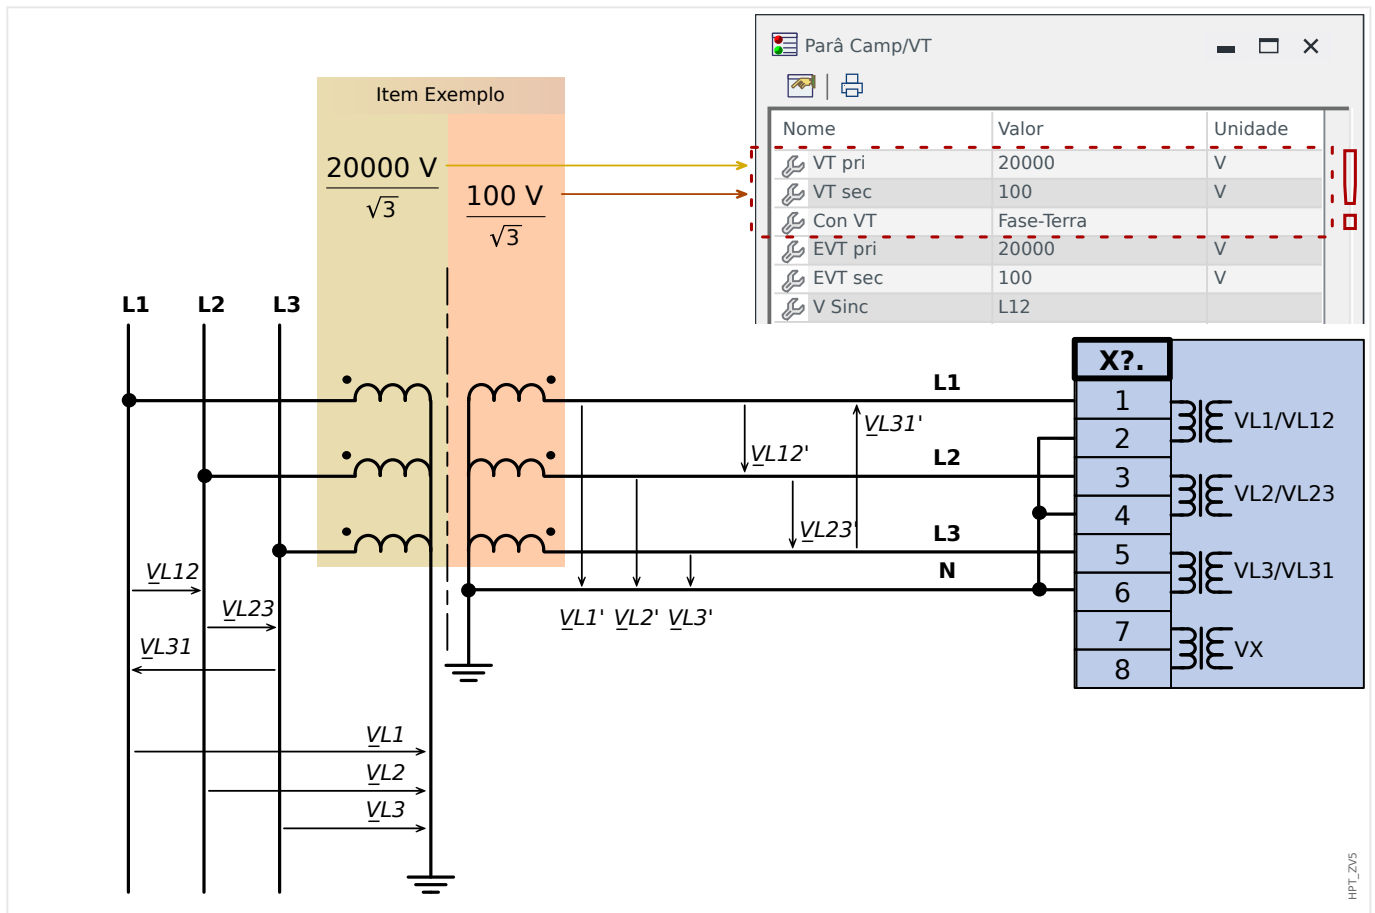 Parâ Camp/VT
Nome Valor Unidade
VT pri 20000 V
VT sec 100 V
Con VT Fase-Terra
EVT pri 20000 V
EVT sec 100 V
V Sinc L12
Item Exemplo
20000 V
√3
100 V
√3
L1 L2 L3
L1
L2
L3
N
VL31'
VL12'
VL23'
VL1' VL2' VL3'
VL12
VL23
VL31
VL1
VL2
VL3
X?.
1
2
3
4
5
6
7
8
VL1/VL12
VL2/VL23
VL3/VL31
VX
HPT_ZV5